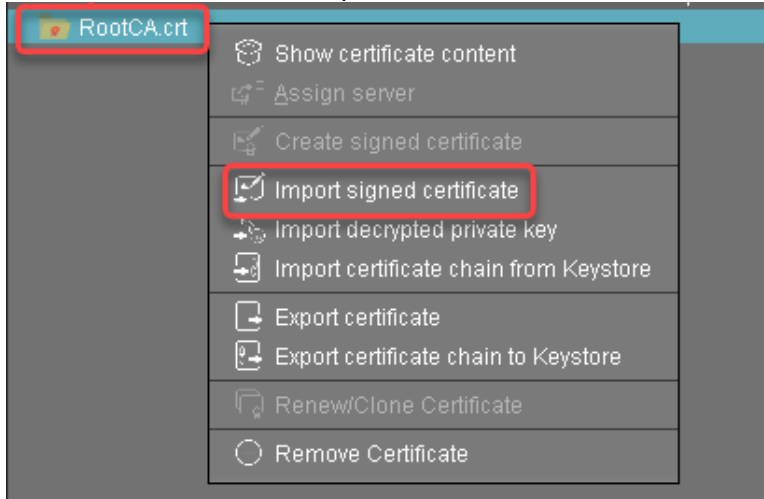 RootCA.crt
Show certificate content
Assign server
Create signed certificate
Import signed certificate
Import decrypted private key
Import certificate chain from Keystore
Export certificate
Export certificate chain to Keystore
Renew/Clone Certificate
Remove Certificate